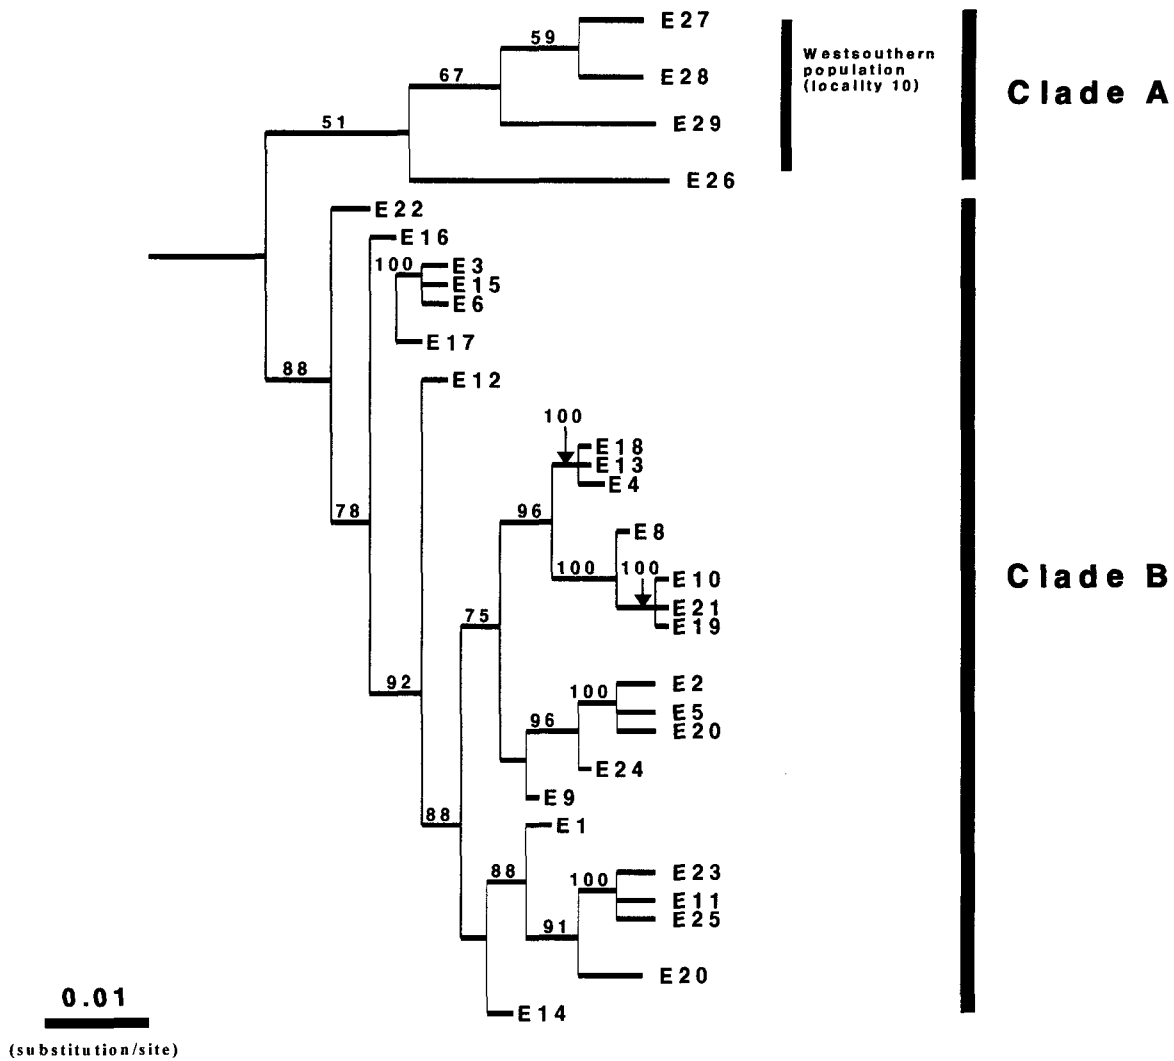 E27
59
Westsouthern
population
(locality 10)
67
E28
Clade A
51
E29
E26
E22
E16
100
E3
E15
E6
E17
88
E12
100
E18
E13
E4
78
96
E8
100
100
E10
Clade B
E21
E19
75
92
E2
100
E5
96
E20
E24
E9
88
E1
88
E23
100
E11
E25
91
E20
E14
0.01
(substitution/site)